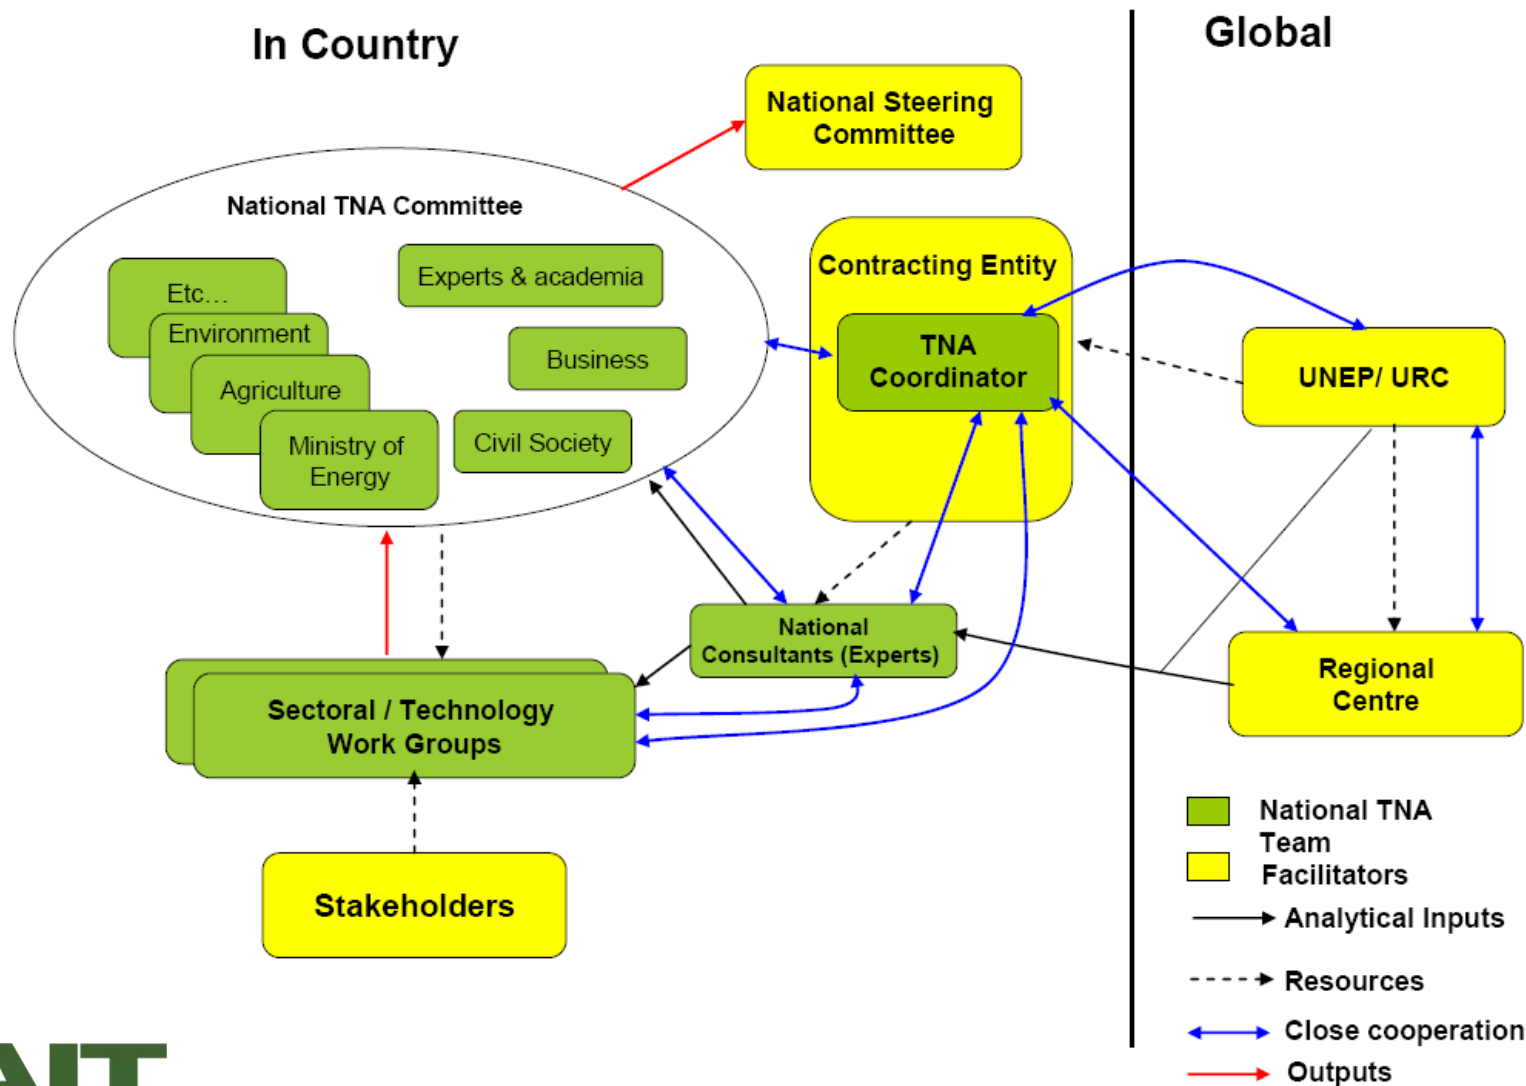 In Country
Global
National Steering
Committee
National TNA Committee
Etc...
Environment
Agriculture
Ministry of
Energy
Experts & academia
Business
Civil Society
Contracting Entity
TNA
Coordinator
UNEP/ URC
National
Consultants (Experts)
Regional
Centre
Sectoral / Technology
Work Groups
Stakeholders
National TNA
Team
Facilitators
Analytical Inputs
Resources
Close cooperation
Outputs
AIT